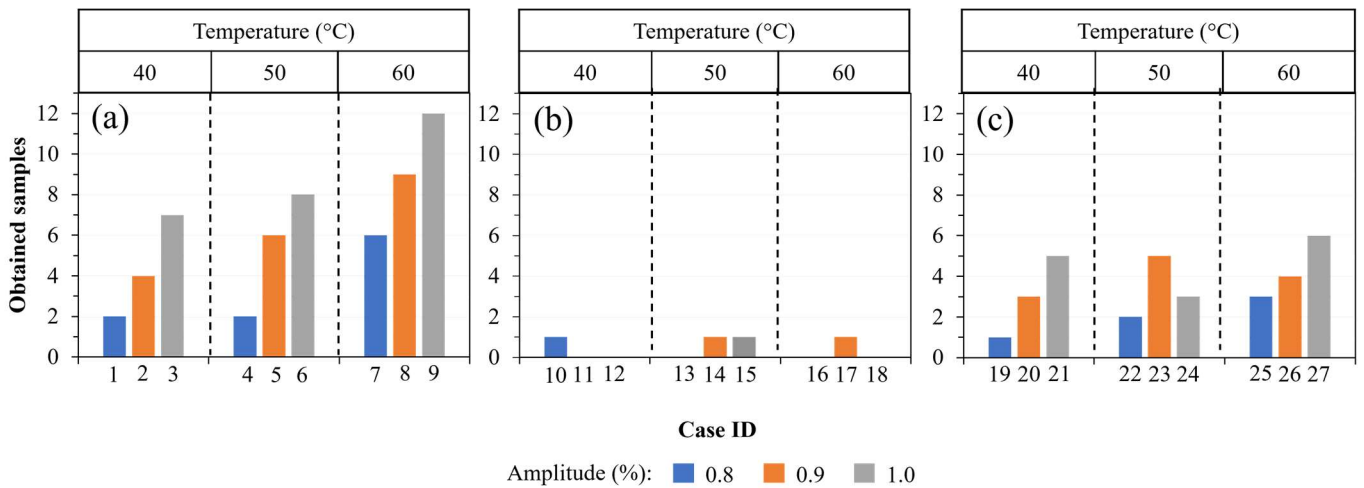 Temperature (°C)
40 50 60
(a)
Obtained samples
12
10
8
6
4
2
0
1 2 3 4 5 6 7 8 9
Temperature (°C)
40 50 60
(b)
12
10
8
6
4
2
0
10 11 12 13 14 15 16 17 18
Temperature (°C)
40 50 60
(c)
12
10
8
6
4
2
0
19 20 21 22 23 24 25 26 27
Case ID
Amplitude (%): 0.8 0.9 1.0